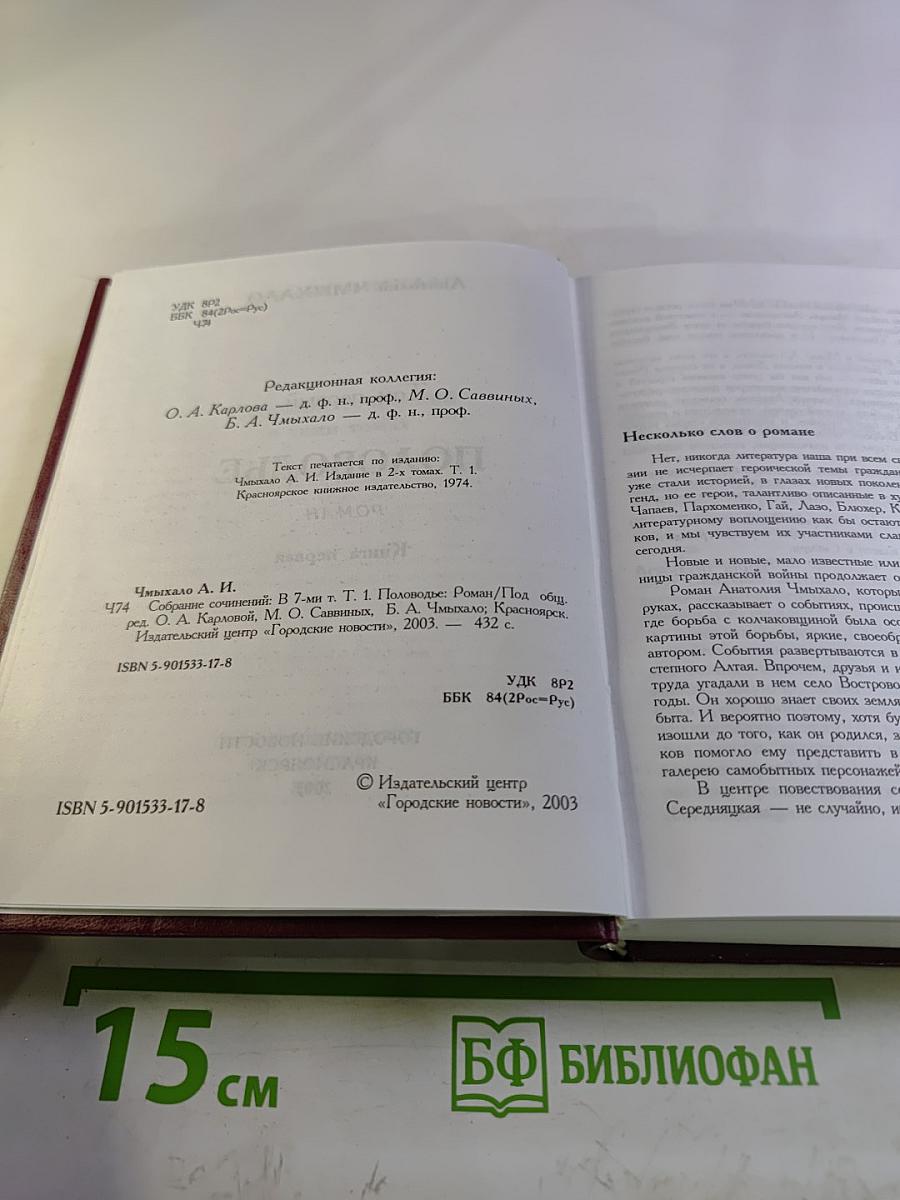 УДК 8Р2
ББК 84(2Рос=Рус)
Ч74
Редакционная коллегия:
О. А. Карлова — д. ф. н., проф., М. О. Саввиных,
Б. А. Чмыхало — д. ф. н., проф.
Текст печатается по изданию:
Чмыхало А. И. Издание в 2-х томах. Т. 1.
Красноярское книжное издательство, 1974.
Чмыхало А. И.
Ч74 Собрание сочинений: В 7-ми т. Т. 1. Половодье: Роман/Под общ.
ред. О. А. Карловой, М. О. Саввиных, Б. А. Чмыхало; Красноярск.
Издательский центр «Городские новости», 2003. — 432 с.
ISBN 5-901533-17-8
УДК 8Р2
ББК 84(2Рос=Рус)
© Издательский центр
«Городские новости», 2003
ISBN 5-901533-17-8
Несколько слов о романе
Нет, никогда литература наша при всем
зии не исчерпает героической темы
уже стали историей, в глазах новых
генд, но ее герои, талантливо описанные в
Чапаев, Пархоменко, Гай, Лазо, Блюхер,
литературному воплощению как бы
ков, и мы чувствуем их участниками
сегодня.
Новые и новые, мало известные или
ницы гражданской войны продолжает
Роман Анатолия Чмыхало,
руках, рассказывает о событиях,
где борьба с колчаковщиной была
картины этой борьбы, яркие,
автором. События развертываются в
степного Алтая. Впрочем, друзья и
труда угадали в нем село
годы. Он хорошо знает своих
быта. И вероятно поэтому, хотя
изошли до того, как он родился,
ков помогло ему представить в
галерею самобытных персонажей
В центре повествования
Середняцкая — не случайно,
15 см
БФ БИБЛИОФАН